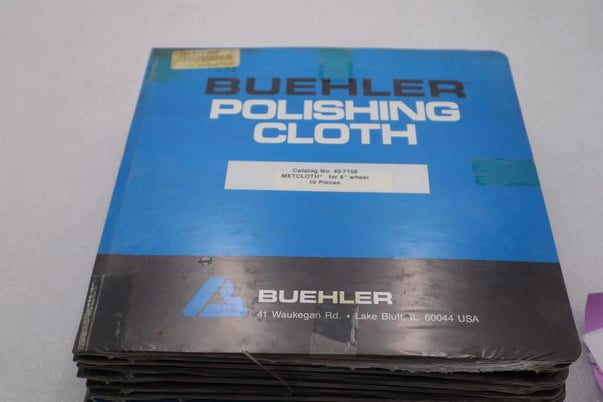 BUEHLER
POLISHING
CLOTH
Catalog No. 40-7158
METCLOTH® for 8" wheel
10 Pieces
BUEHLER
41 Waukegan Rd. • Lake Bluff, IL 60044 USA